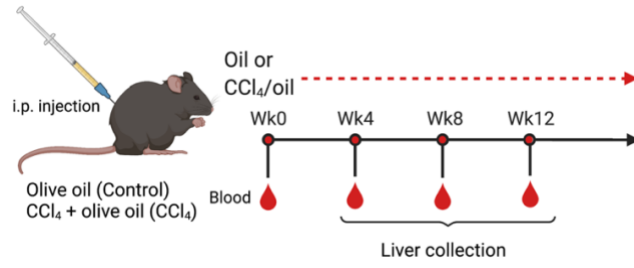 Oil or
CCl₄/oil
i.p. injection
Wk0 Wk4 Wk8 Wk12
Olive oil (Control)
CCl₄ + olive oil (CCl₄)
Blood
Liver collection